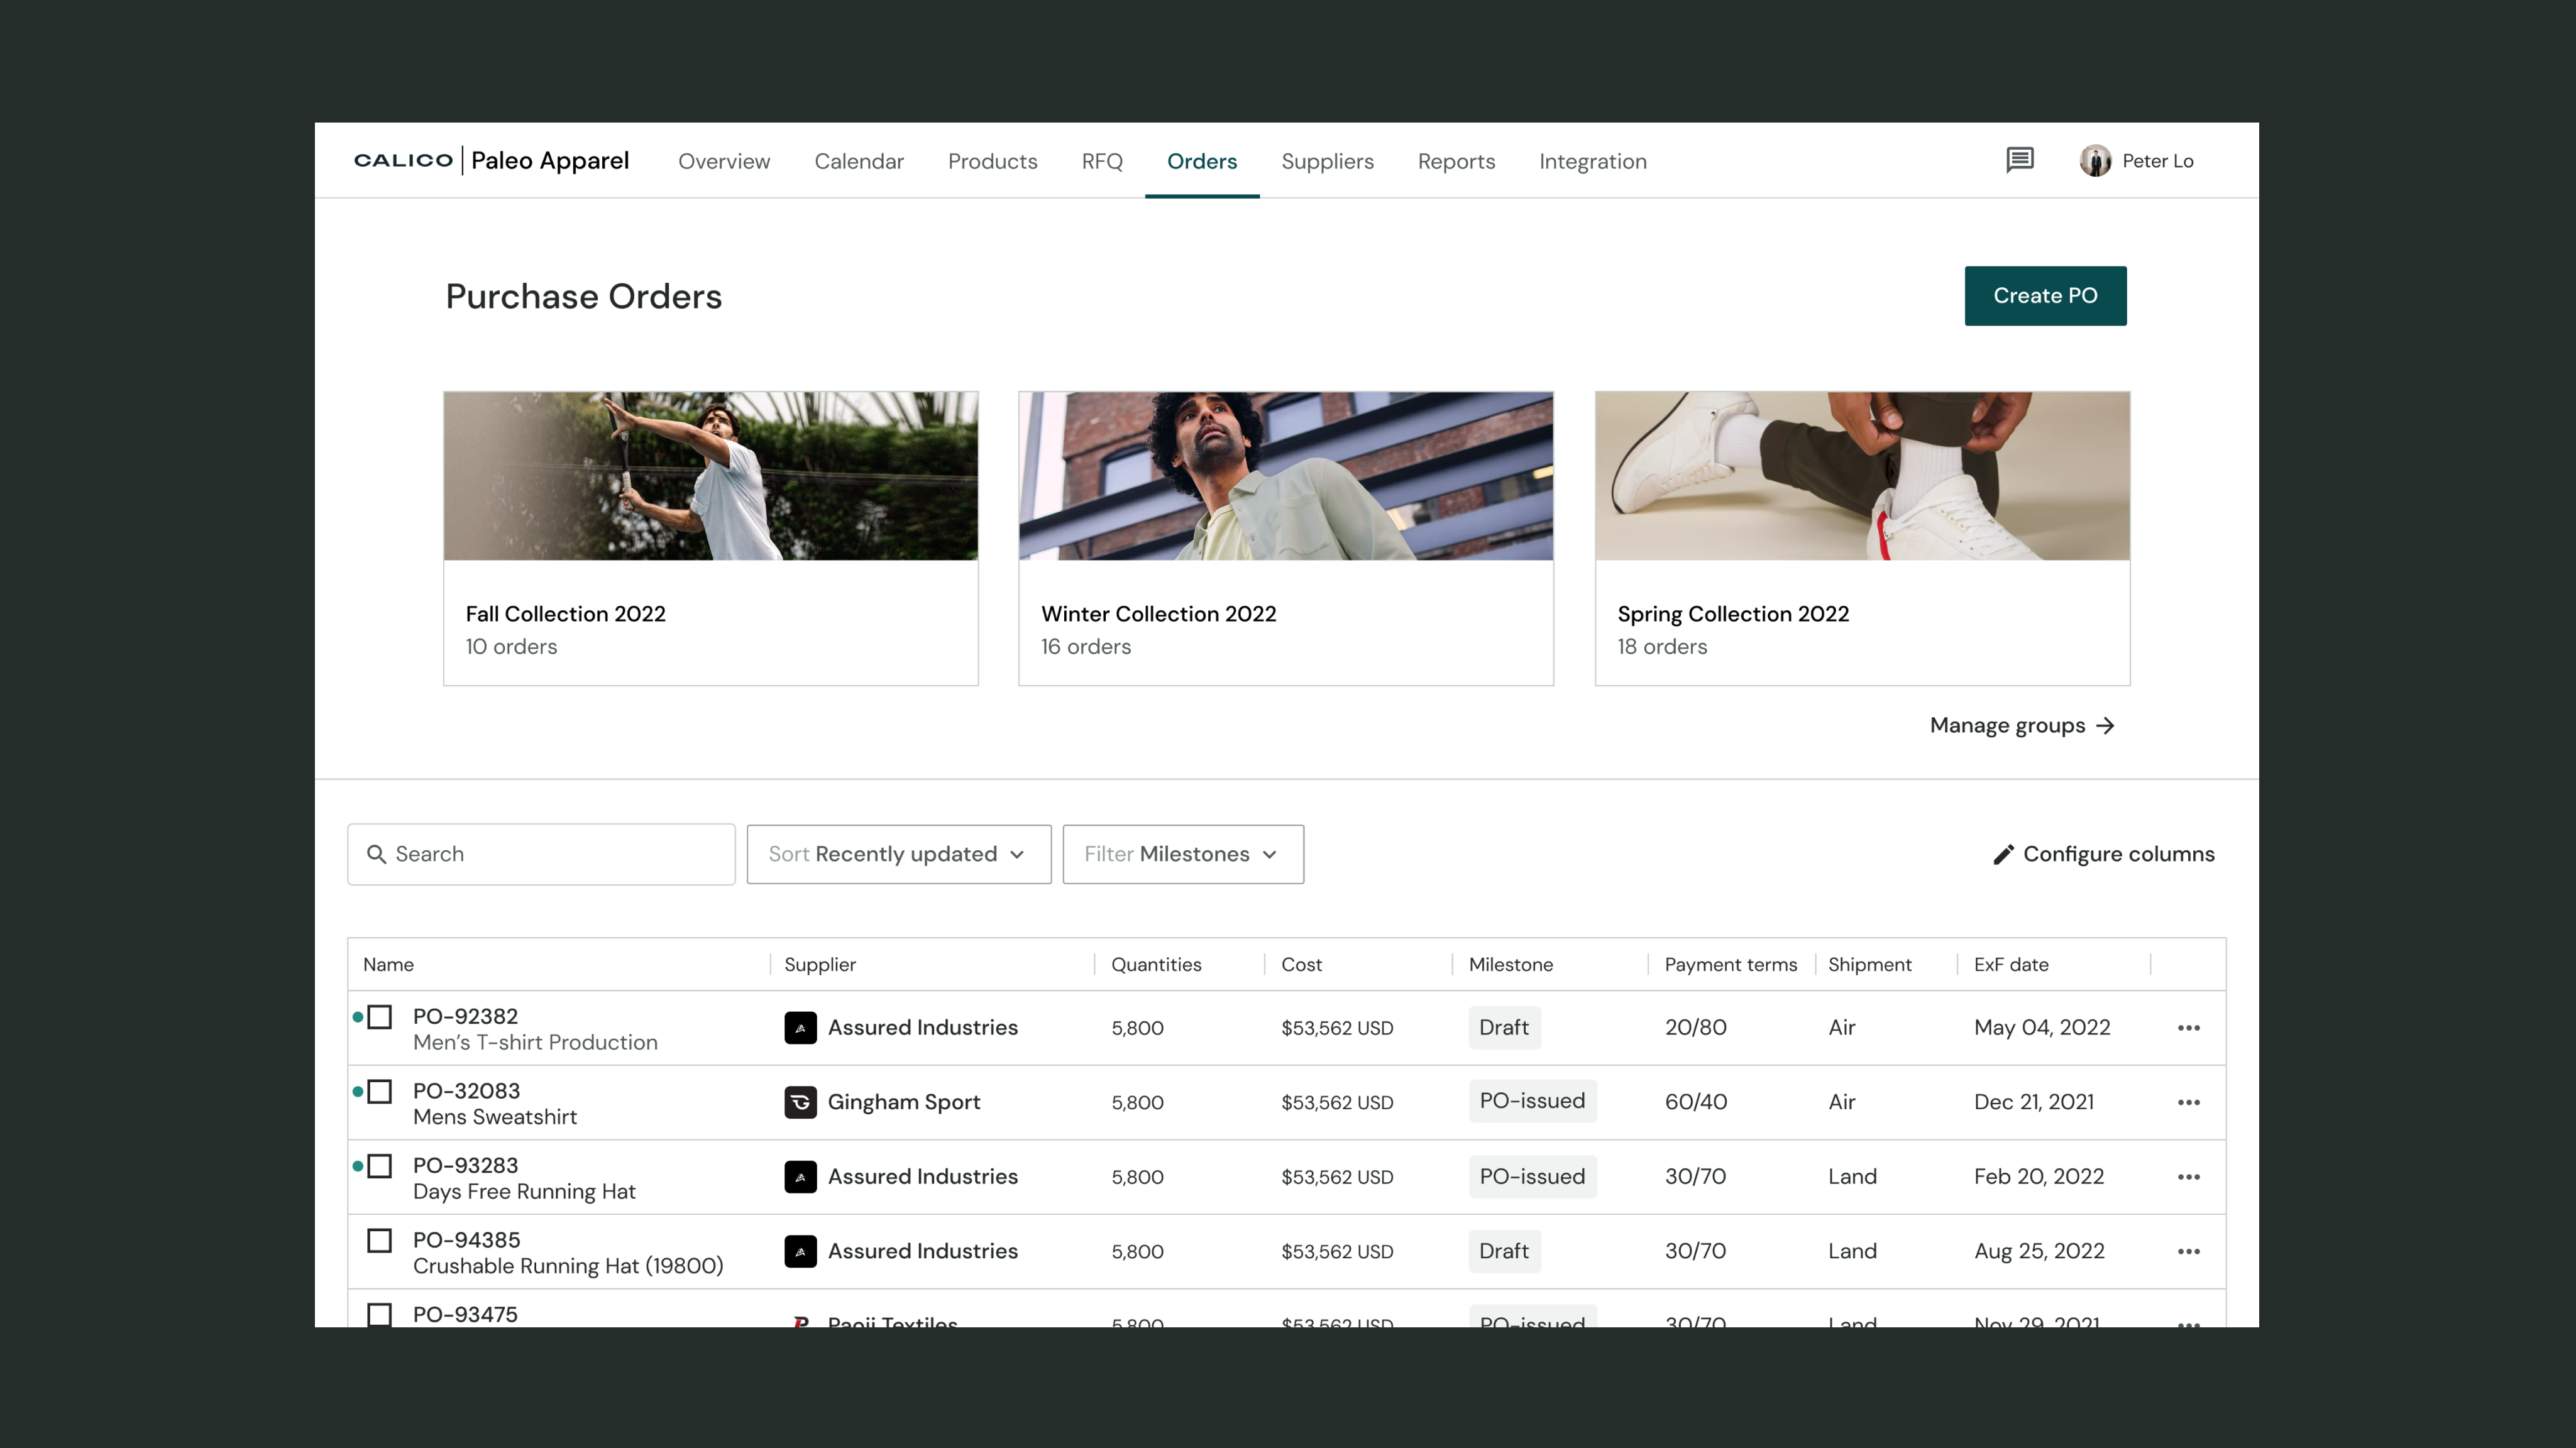 CALICO | Paleo Apparel Overview Calendar Products RFQ Orders Suppliers Reports Integration Peter Lo
Purchase Orders Create PO
Fall Collection 2022 Winter Collection 2022 Spring Collection 2022
10 orders 16 orders 18 orders
Manage groups →
Search Sort Recently updated Filter Milestones Configure columns
Name Supplier Quantities Cost Milestone Payment terms Shipment ExF date
PO-92382
Men’s T-shirt Production Assured Industries 5,800 $53,562 USD Draft 20/80 Air May 04, 2022
PO-32083
Mens Sweatshirt Gingham Sport 5,800 $53,562 USD PO-issued 60/40 Air Dec 21, 2021
PO-93283
Days Free Running Hat Assured Industries 5,800 $53,562 USD PO-issued 30/70 Land Feb 20, 2022
PO-94385
Crushable Running Hat (19800) Assured Industries 5,800 $53,562 USD Draft 30/70 Land Aug 25, 2022
PO-93475 Textiles 5,800 $53,562 USD PO-issued 30/70 Land Nov 29, 2021